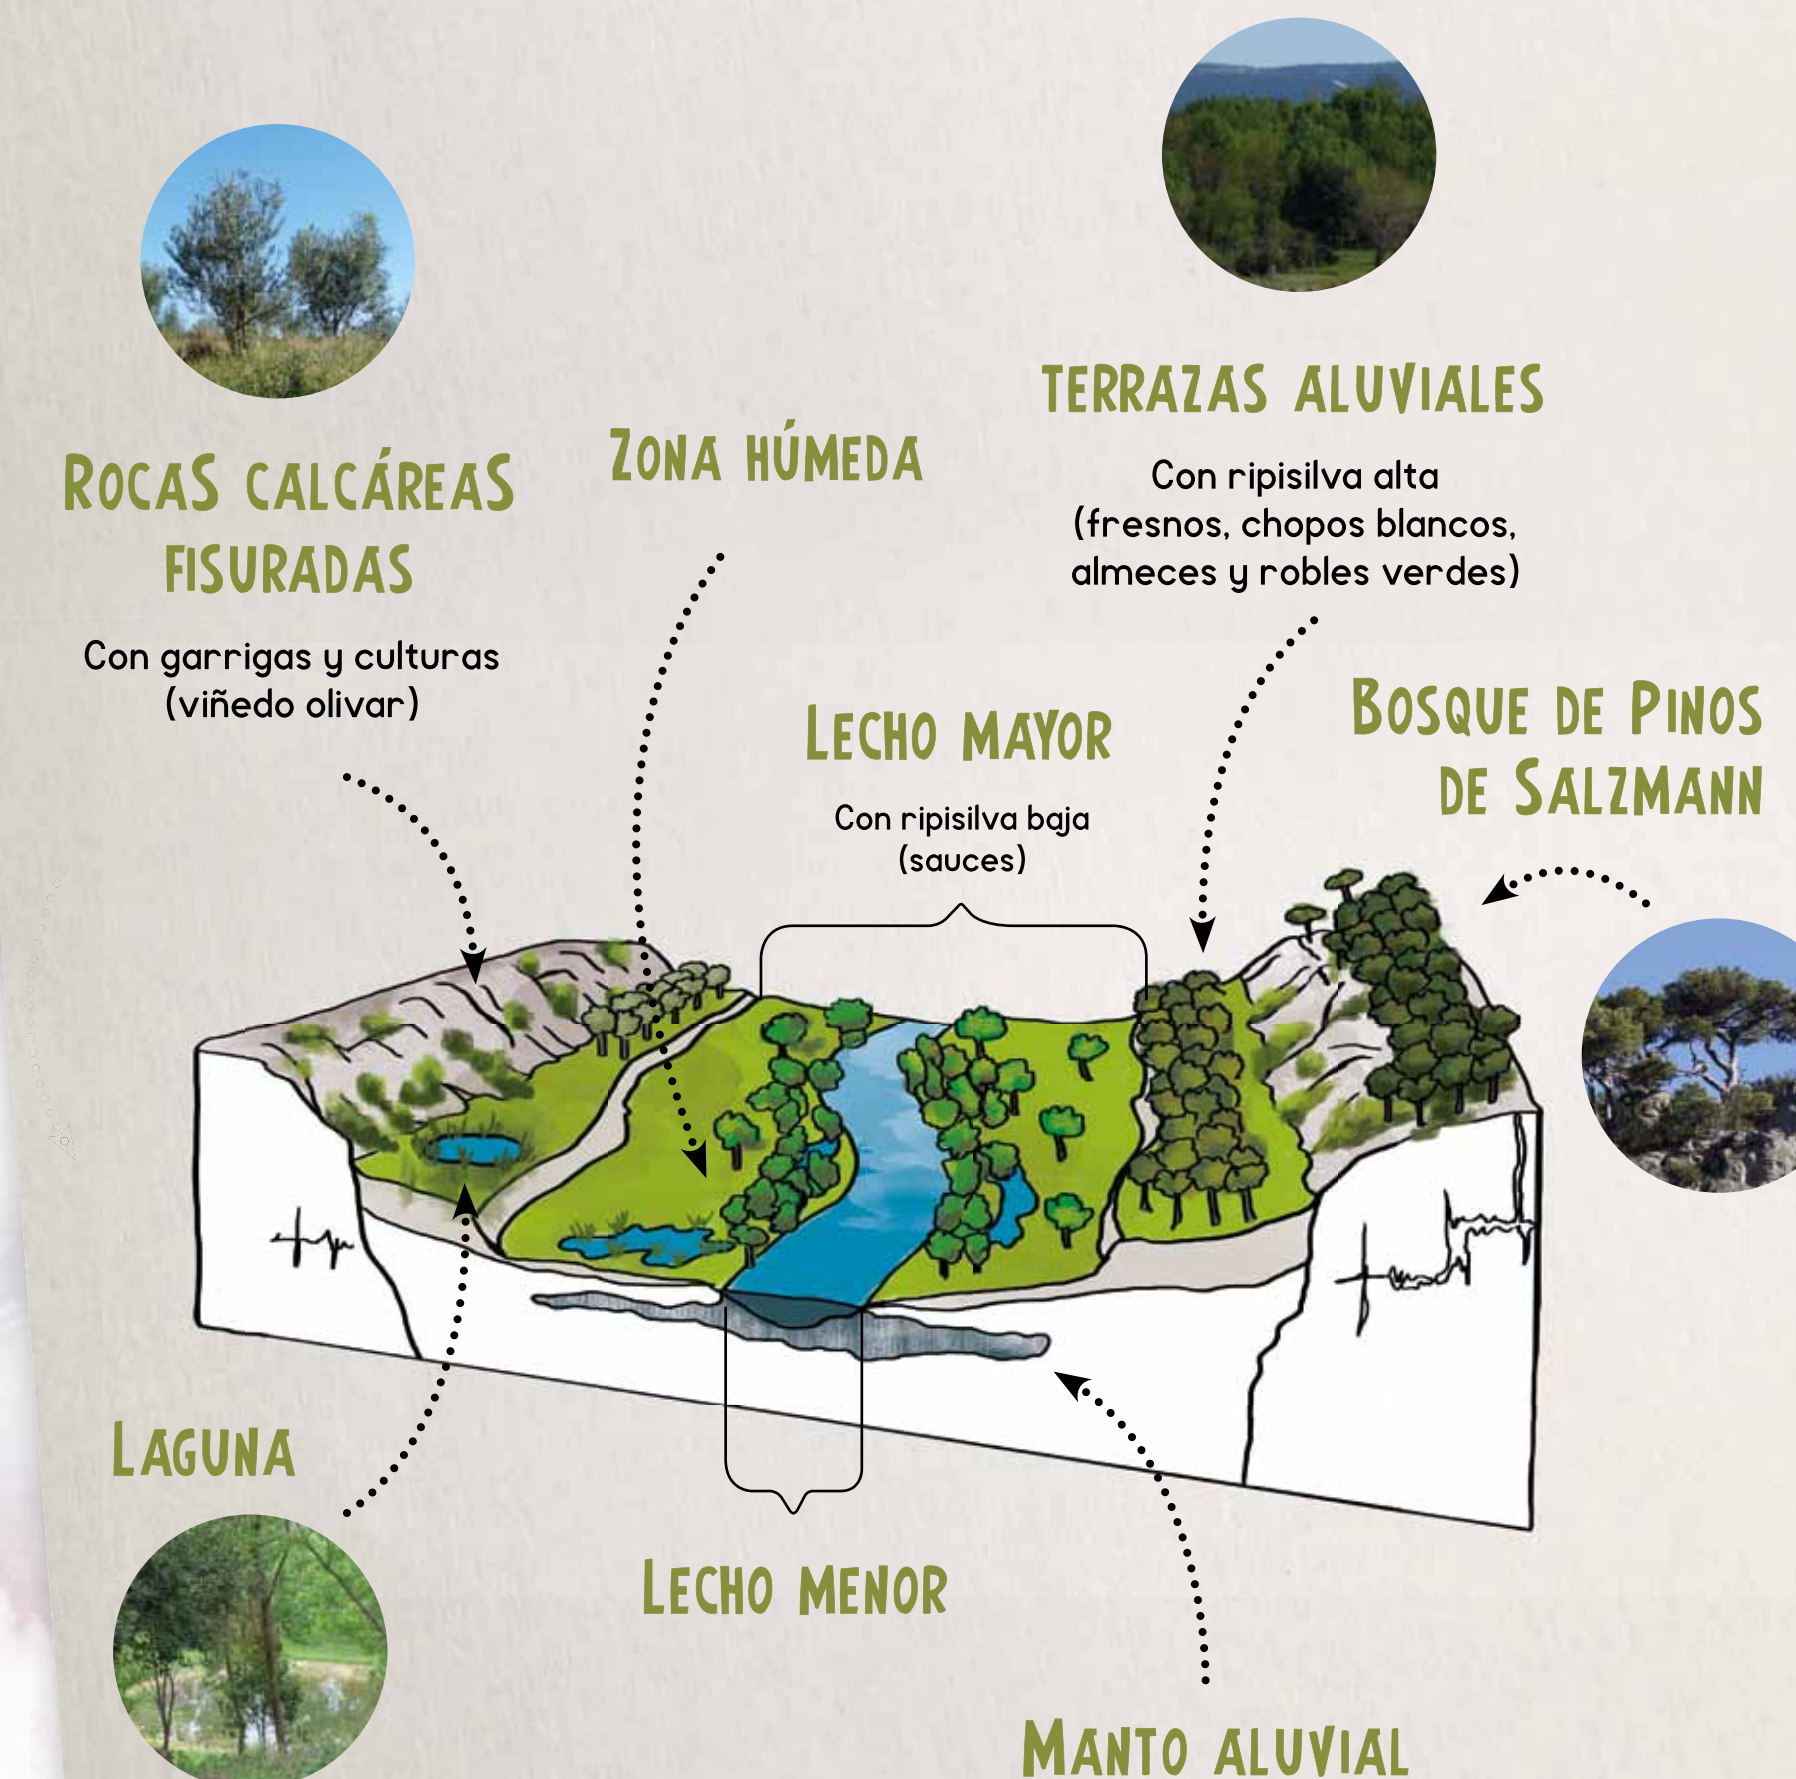 TERRAZAS ALUVIALES
Con ripisilva alta
(fresnos, chopos blancos,
almeces y robles verdes)
ROCAS CALCÁREAS
FISURADAS
Con garrigas y culturas
(viñedo olivar)
ZONA HÚMEDA
LECHO MAYOR
Con ripisilva baja
(sauces)
BOSQUE DE PINOS
DE SALZMANN
LAGUNA
LECHO MENOR
MANTO ALUVIAL